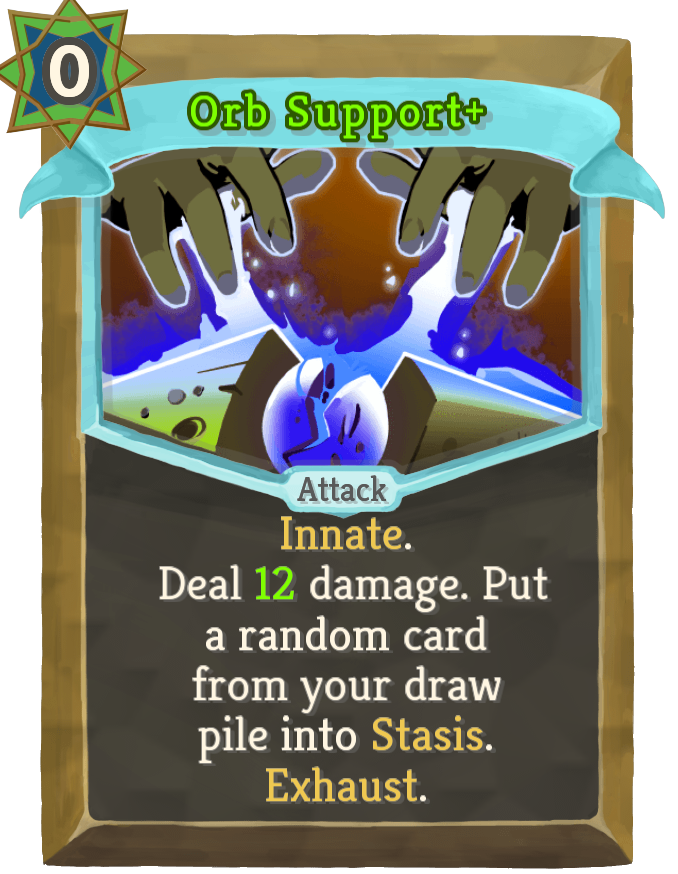 0
Orb Support+
Attack
Innate.
Deal 12 damage. Put
a random card
from your draw
pile into Stasis.
Exhaust.